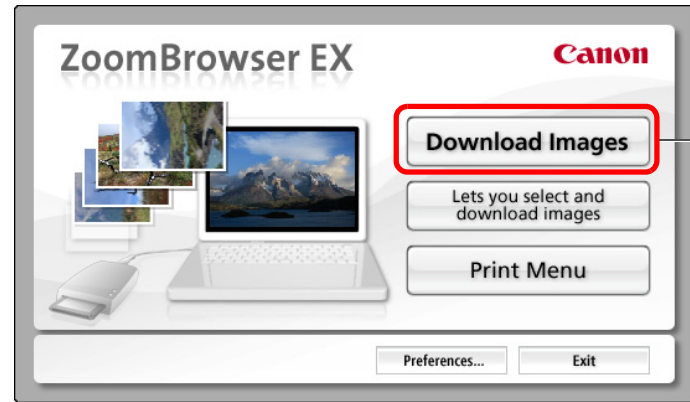 ZoomBrowser EX
Canon
Download Images
Lets you select and
download images
Print Menu
Preferences...
Exit